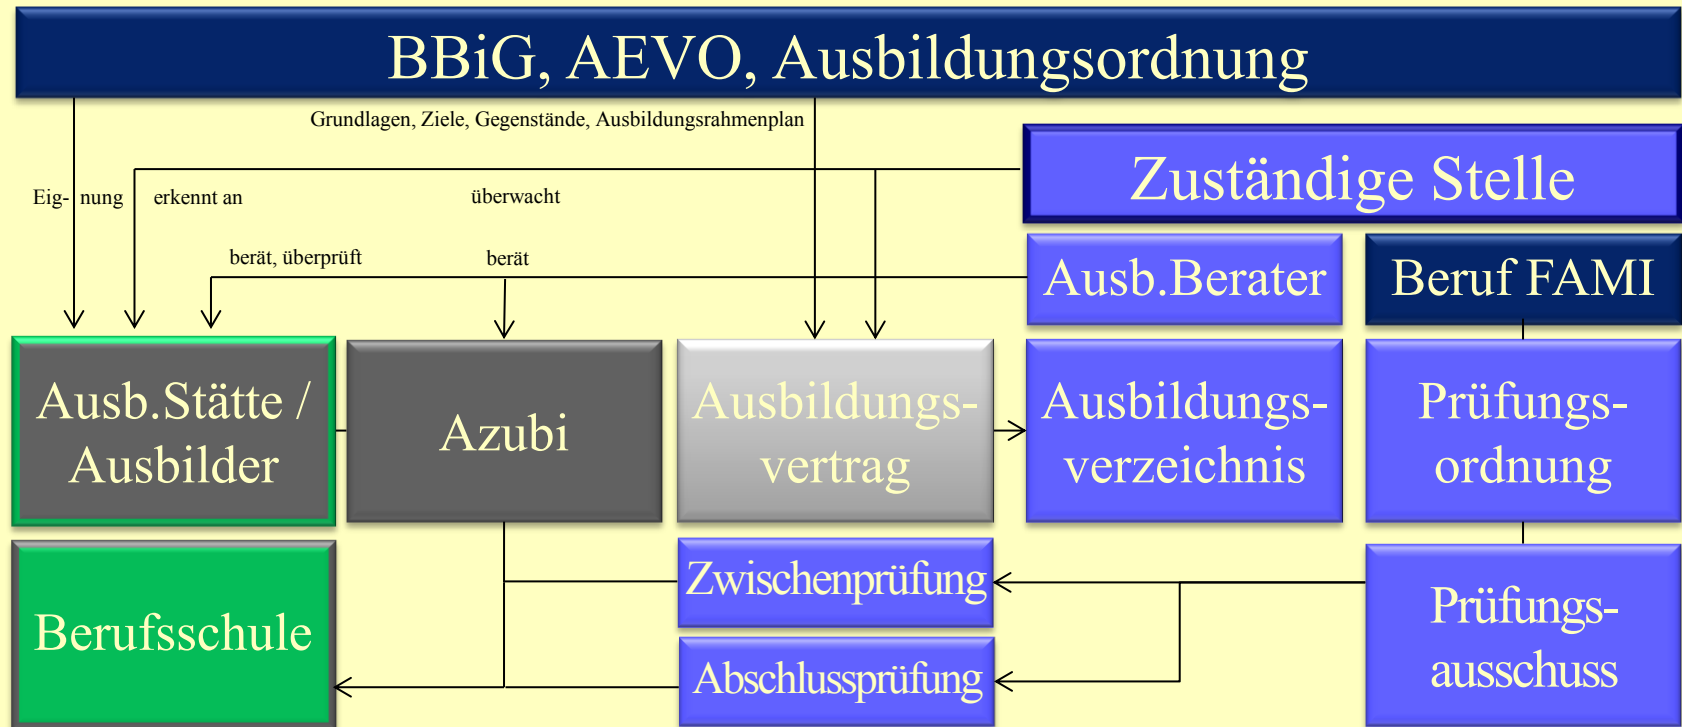 BBiG, AEVO, Ausbildungsordnung
Grundlagen, Ziele, Gegenstände, Ausbildungsrahmenplan
Zuständige Stelle
Eig- nung
erkennt an
überwacht
berät, überprüft
berät
Ausb.Berater
Beruf FAMI
Ausb.Stätte /
Ausbilder
Azubi
Ausbildungs-
vertrag
Ausbildungs-
verzeichnis
Prüfungs-
ordnung
Berufsschule
Zwischenprüfung
Abschlussprüfung
Prüfungs-
ausschuss